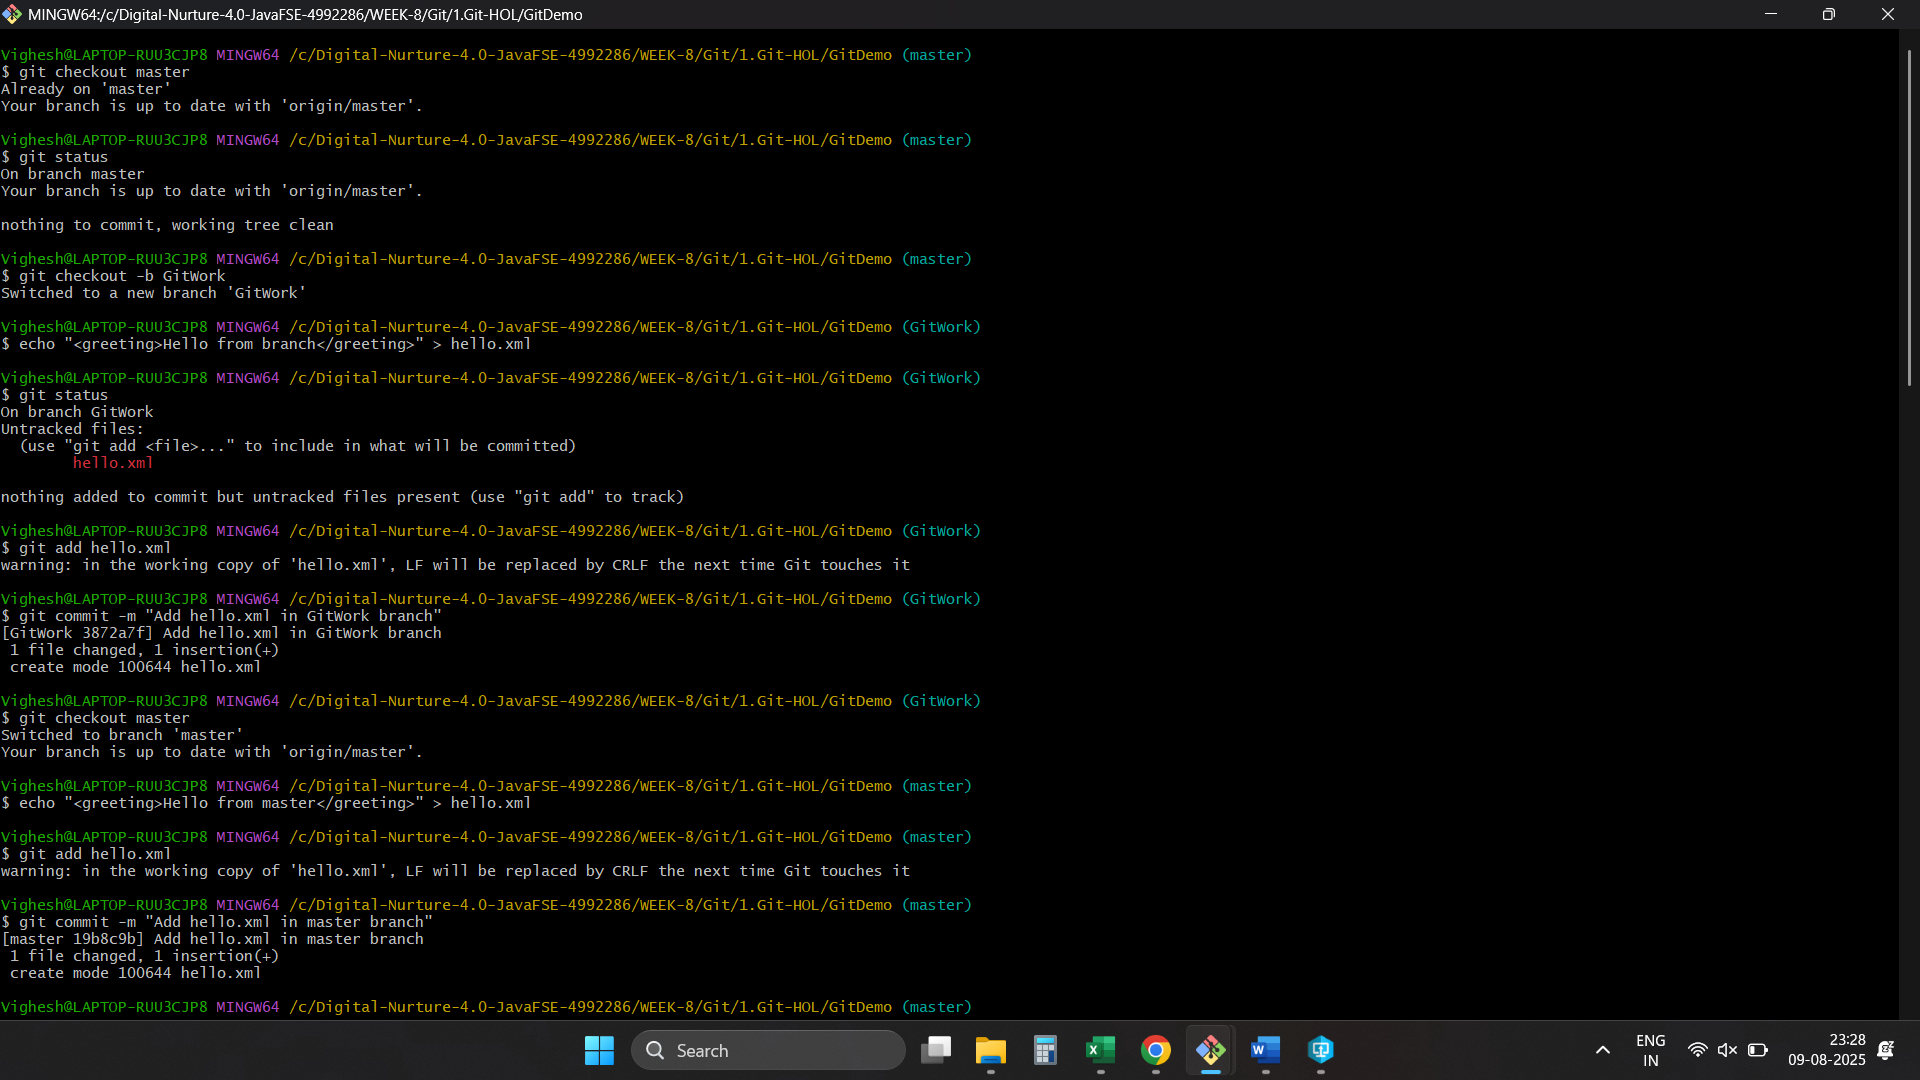 MINGW64:/c/Digital-Nurture-4.0-JavaFSE-4992286/WEEK-8/Git/1.Git-HOL/GitDemo
Vighesh@LAPTOP-RUU3CJP8 MINGW64 /c/Digital-Nurture-4.0-JavaFSE-4992286/WEEK-8/Git/1.Git-HOL/GitDemo (master)
$ git checkout master
Already on 'master'
Your branch is up to date with 'origin/master'.
Vighesh@LAPTOP-RUU3CJP8 MINGW64 /c/Digital-Nurture-4.0-JavaFSE-4992286/WEEK-8/Git/1.Git-HOL/GitDemo (master)
$ git status
On branch master
Your branch is up to date with 'origin/master'.
nothing to commit, working tree clean
Vighesh@LAPTOP-RUU3CJP8 MINGW64 /c/Digital-Nurture-4.0-JavaFSE-4992286/WEEK-8/Git/1.Git-HOL/GitDemo (master)
$ git checkout -b GitWork
Switched to a new branch 'GitWork'
Vighesh@LAPTOP-RUU3CJP8 MINGW64 /c/Digital-Nurture-4.0-JavaFSE-4992286/WEEK-8/Git/1.Git-HOL/GitDemo (GitWork)
$ echo "<greeting>Hello from branch</greeting>" > hello.xml
Vighesh@LAPTOP-RUU3CJP8 MINGW64 /c/Digital-Nurture-4.0-JavaFSE-4992286/WEEK-8/Git/1.Git-HOL/GitDemo (GitWork)
$ git status
On branch GitWork
Untracked files:
  (use "git add <file>..." to include in what will be committed)
        hello.xml
nothing added to commit but untracked files present (use "git add" to track)
Vighesh@LAPTOP-RUU3CJP8 MINGW64 /c/Digital-Nurture-4.0-JavaFSE-4992286/WEEK-8/Git/1.Git-HOL/GitDemo (GitWork)
$ git add hello.xml
warning: in the working copy of 'hello.xml', LF will be replaced by CRLF the next time Git touches it
Vighesh@LAPTOP-RUU3CJP8 MINGW64 /c/Digital-Nurture-4.0-JavaFSE-4992286/WEEK-8/Git/1.Git-HOL/GitDemo (GitWork)
$ git commit -m "Add hello.xml in GitWork branch"
[GitWork 3872a7f] Add hello.xml in GitWork branch
 1 file changed, 1 insertion(+)
 create mode 100644 hello.xml
Vighesh@LAPTOP-RUU3CJP8 MINGW64 /c/Digital-Nurture-4.0-JavaFSE-4992286/WEEK-8/Git/1.Git-HOL/GitDemo (GitWork)
$ git checkout master
Switched to branch 'master'
Your branch is up to date with 'origin/master'.
Vighesh@LAPTOP-RUU3CJP8 MINGW64 /c/Digital-Nurture-4.0-JavaFSE-4992286/WEEK-8/Git/1.Git-HOL/GitDemo (master)
$ echo "<greeting>Hello from master</greeting>" > hello.xml
Vighesh@LAPTOP-RUU3CJP8 MINGW64 /c/Digital-Nurture-4.0-JavaFSE-4992286/WEEK-8/Git/1.Git-HOL/GitDemo (master)
$ git add hello.xml
warning: in the working copy of 'hello.xml', LF will be replaced by CRLF the next time Git touches it
Vighesh@LAPTOP-RUU3CJP8 MINGW64 /c/Digital-Nurture-4.0-JavaFSE-4992286/WEEK-8/Git/1.Git-HOL/GitDemo (master)
$ git commit -m "Add hello.xml in master branch"
[master 19b8c9b] Add hello.xml in master branch
 1 file changed, 1 insertion(+)
 create mode 100644 hello.xml
Vighesh@LAPTOP-RUU3CJP8 MINGW64 /c/Digital-Nurture-4.0-JavaFSE-4992286/WEEK-8/Git/1.Git-HOL/GitDemo (master)
Search
ENG
IN
23:28
09-08-2025